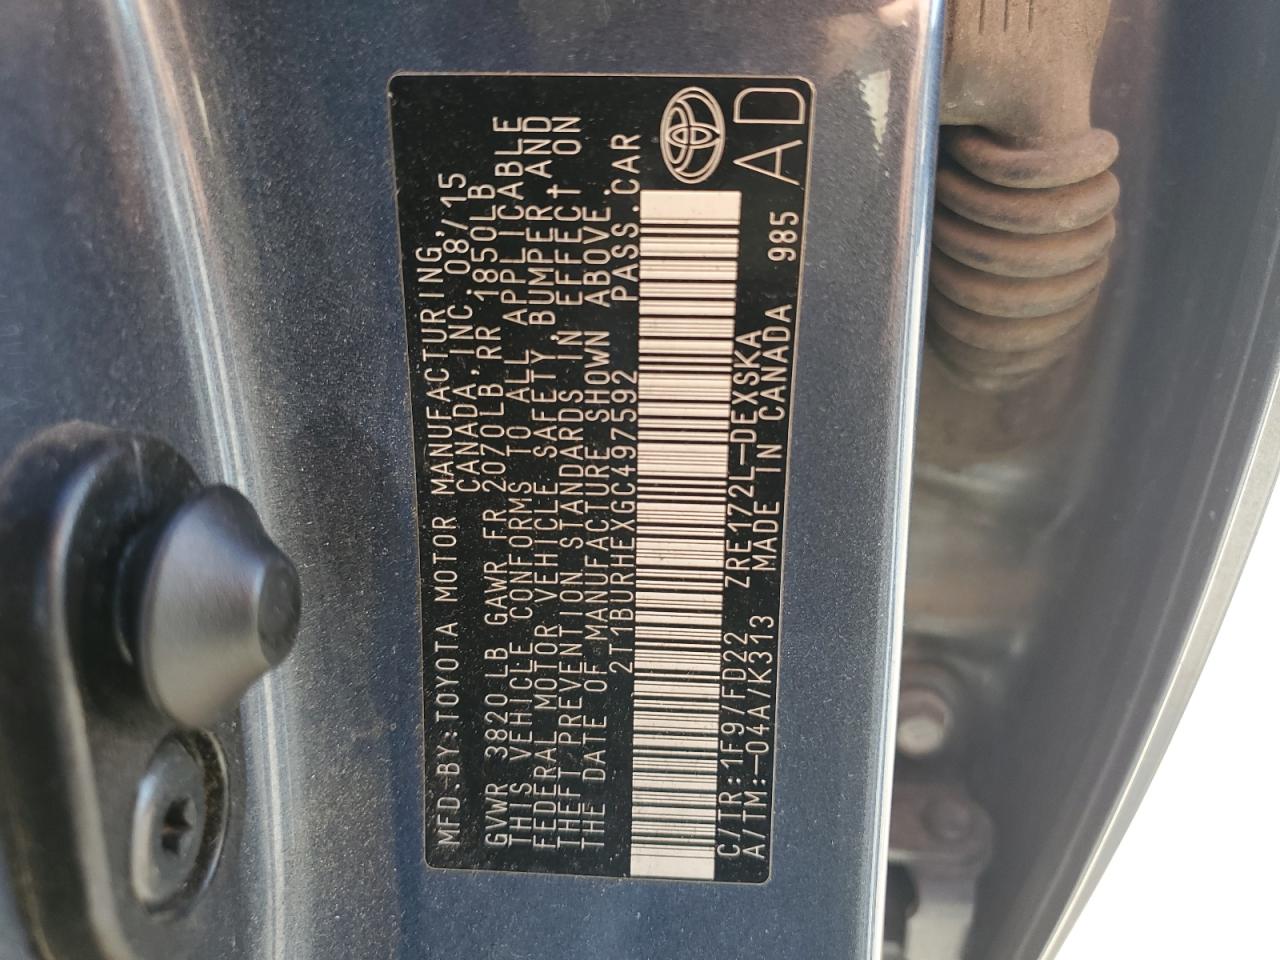 MFD.BY:TOYOTA MOTOR MANUFACTURING,
CANADA,INC. 08/15
GVWR 3820 LB GAWR FR 2070LB, RR 1850LB
THIS VEHICLE CONFORMS TO ALL APPLICABLE
FEDERAL MOTOR VEHICLE SAFETY, BUMPER AND
THEFT PREVENTION STANDARDS IN EFFECT ON
THE DATE OF MANUFACTURE SHOWN ABOVE.
2T1BURHEXGC497592 PASS.CAR
C/TR:1F9/FD22 ZRE172L-DEXSKA
A/TM:-04A/K313 MADE IN CANADA 985
AD